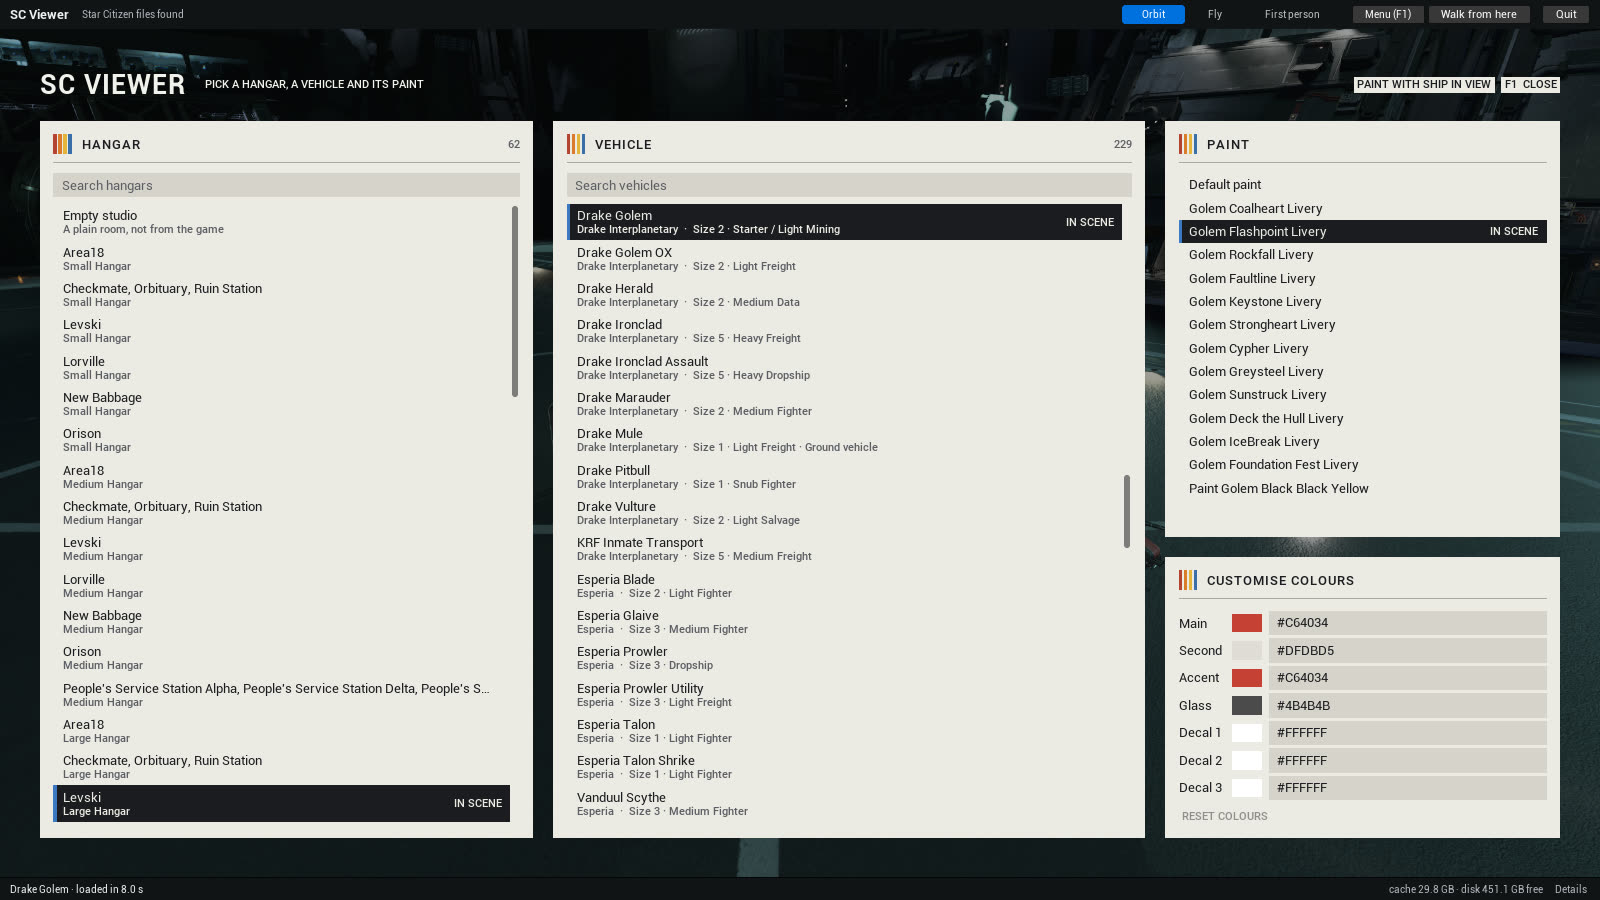 SC Viewer
Star Citizen files found
Orbit
Fly
First person
Menu (F1)
Walk from here
Quit
SC VIEWER
PICK A HANGAR, A VEHICLE AND ITS PAINT
PAINT WITH SHIP IN VIEW
F1 CLOSE
HANGAR
62
Search hangars
Empty studio
A plain room, not from the game
Area18
Small Hangar
Checkmate, Orbituary, Ruin Station
Small Hangar
Levski
Small Hangar
Lorville
Small Hangar
New Babbage
Small Hangar
Orison
Small Hangar
Area18
Medium Hangar
Checkmate, Orbituary, Ruin Station
Medium Hangar
Levski
Medium Hangar
Lorville
Medium Hangar
New Babbage
Medium Hangar
Orison
Medium Hangar
People's Service Station Alpha, People's Service Station Delta, People's S...
Medium Hangar
Area18
Large Hangar
Checkmate, Orbituary, Ruin Station
Large Hangar
Levski
Large Hangar
IN SCENE
VEHICLE
229
Search vehicles
Drake Golem
Drake Interplanetary · Size 2 · Starter / Light Mining
IN SCENE
Drake Golem OX
Drake Interplanetary · Size 2 · Light Freight
Drake Herald
Drake Interplanetary · Size 2 · Medium Data
Drake Ironclad
Drake Interplanetary · Size 5 · Heavy Freight
Drake Ironclad Assault
Drake Interplanetary · Size 5 · Heavy Dropship
Drake Marauder
Drake Interplanetary · Size 2 · Medium Fighter
Drake Mule
Drake Interplanetary · Size 1 · Light Freight · Ground vehicle
Drake Pitbull
Drake Interplanetary · Size 1 · Snub Fighter
Drake Vulture
Drake Interplanetary · Size 2 · Light Salvage
KRF Inmate Transport
Drake Interplanetary · Size 5 · Medium Freight
Esperia Blade
Esperia · Size 2 · Light Fighter
Esperia Glaive
Esperia · Size 3 · Medium Fighter
Esperia Prowler
Esperia · Size 3 · Dropship
Esperia Prowler Utility
Esperia · Size 3 · Light Freight
Esperia Talon
Esperia · Size 1 · Light Fighter
Esperia Talon Shrike
Esperia · Size 1 · Light Fighter
Vanduul Scythe
Esperia · Size 3 · Medium Fighter
PAINT
Default paint
Golem Coalheart Livery
Golem Flashpoint Livery
IN SCENE
Golem Rockfall Livery
Golem Faultline Livery
Golem Keystone Livery
Golem Strongheart Livery
Golem Cypher Livery
Golem Greysteel Livery
Golem Sunstruck Livery
Golem Deck the Hull Livery
Golem IceBreak Livery
Golem Foundation Fest Livery
Paint Golem Black Black Yellow
CUSTOMISE COLOURS
Main #C64034
Second #DFDBD5
Accent #C64034
Glass #4B4B4B
Decal 1 #FFFFFF
Decal 2 #FFFFFF
Decal 3 #FFFFFF
RESET COLOURS
Drake Golem · loaded in 8.0 s
cache 29.8 GB · disk 451.1 GB free
Details